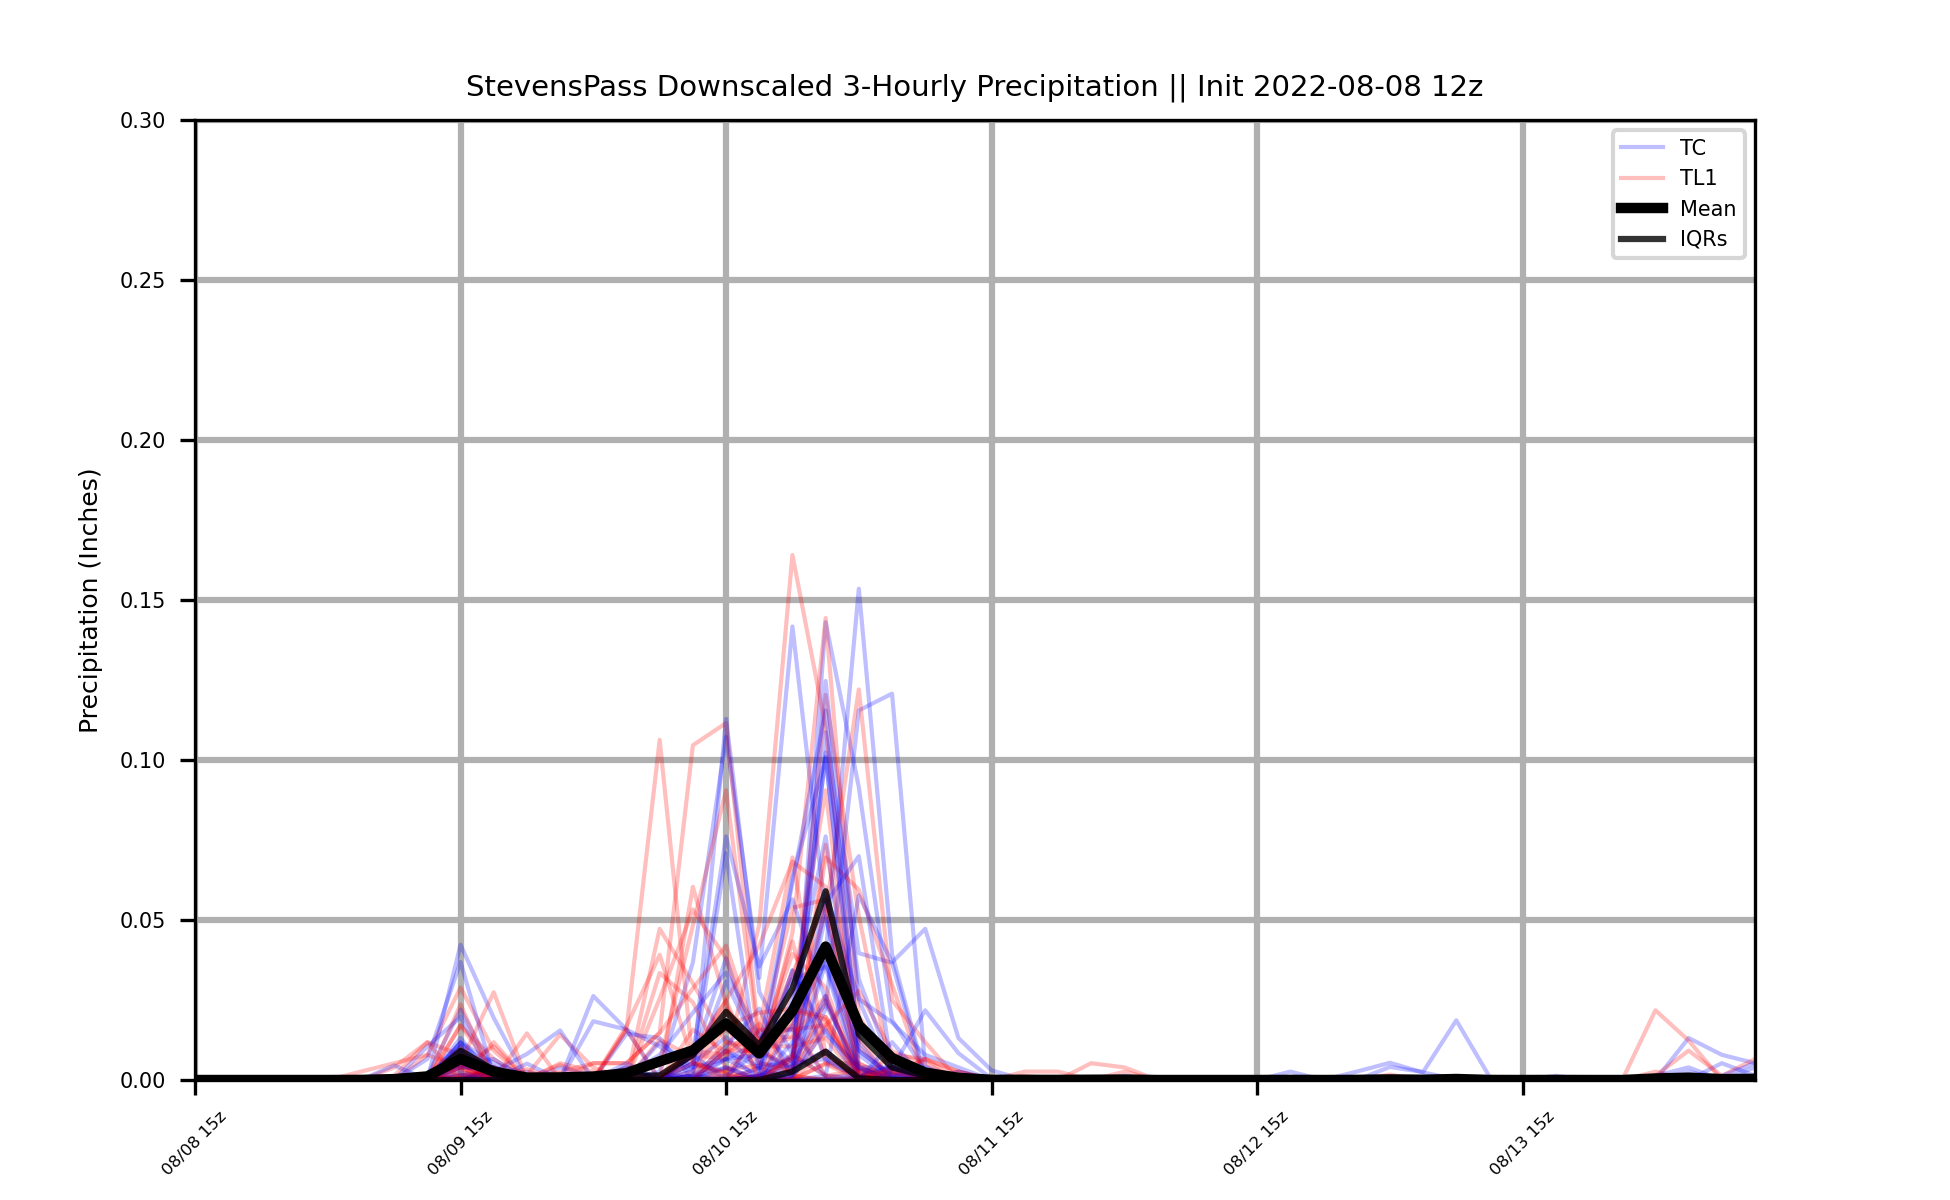 StevensPass Downscaled 3-Hourly Precipitation || Init 2022-08-08 12z
0.30
0.25
0.20
0.15
0.10
0.05
0.00
Precipitation (Inches)
TC
TL1
Mean
IQRs
08/08 15z
08/09 15z
08/10 15z
08/11 15z
08/12 15z
08/13 15z